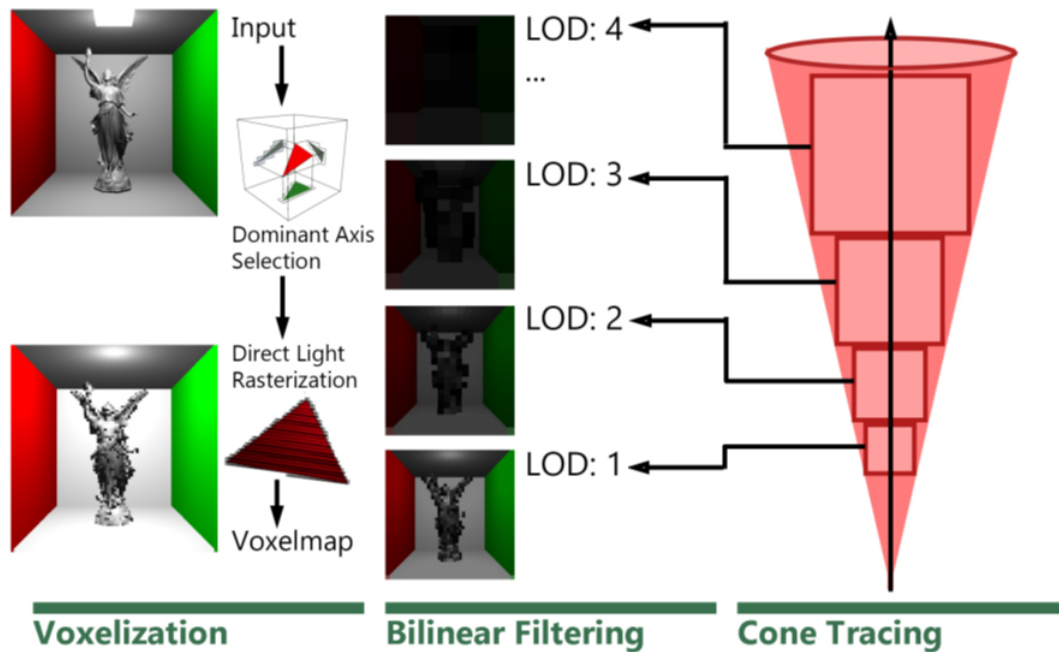 Input
Dominant Axis
Selection
Direct Light
Rasterization
Voxelmap
Voxelization
LOD: 4
...
LOD: 3
LOD: 2
LOD: 1
Bilinear Filtering
Cone Tracing